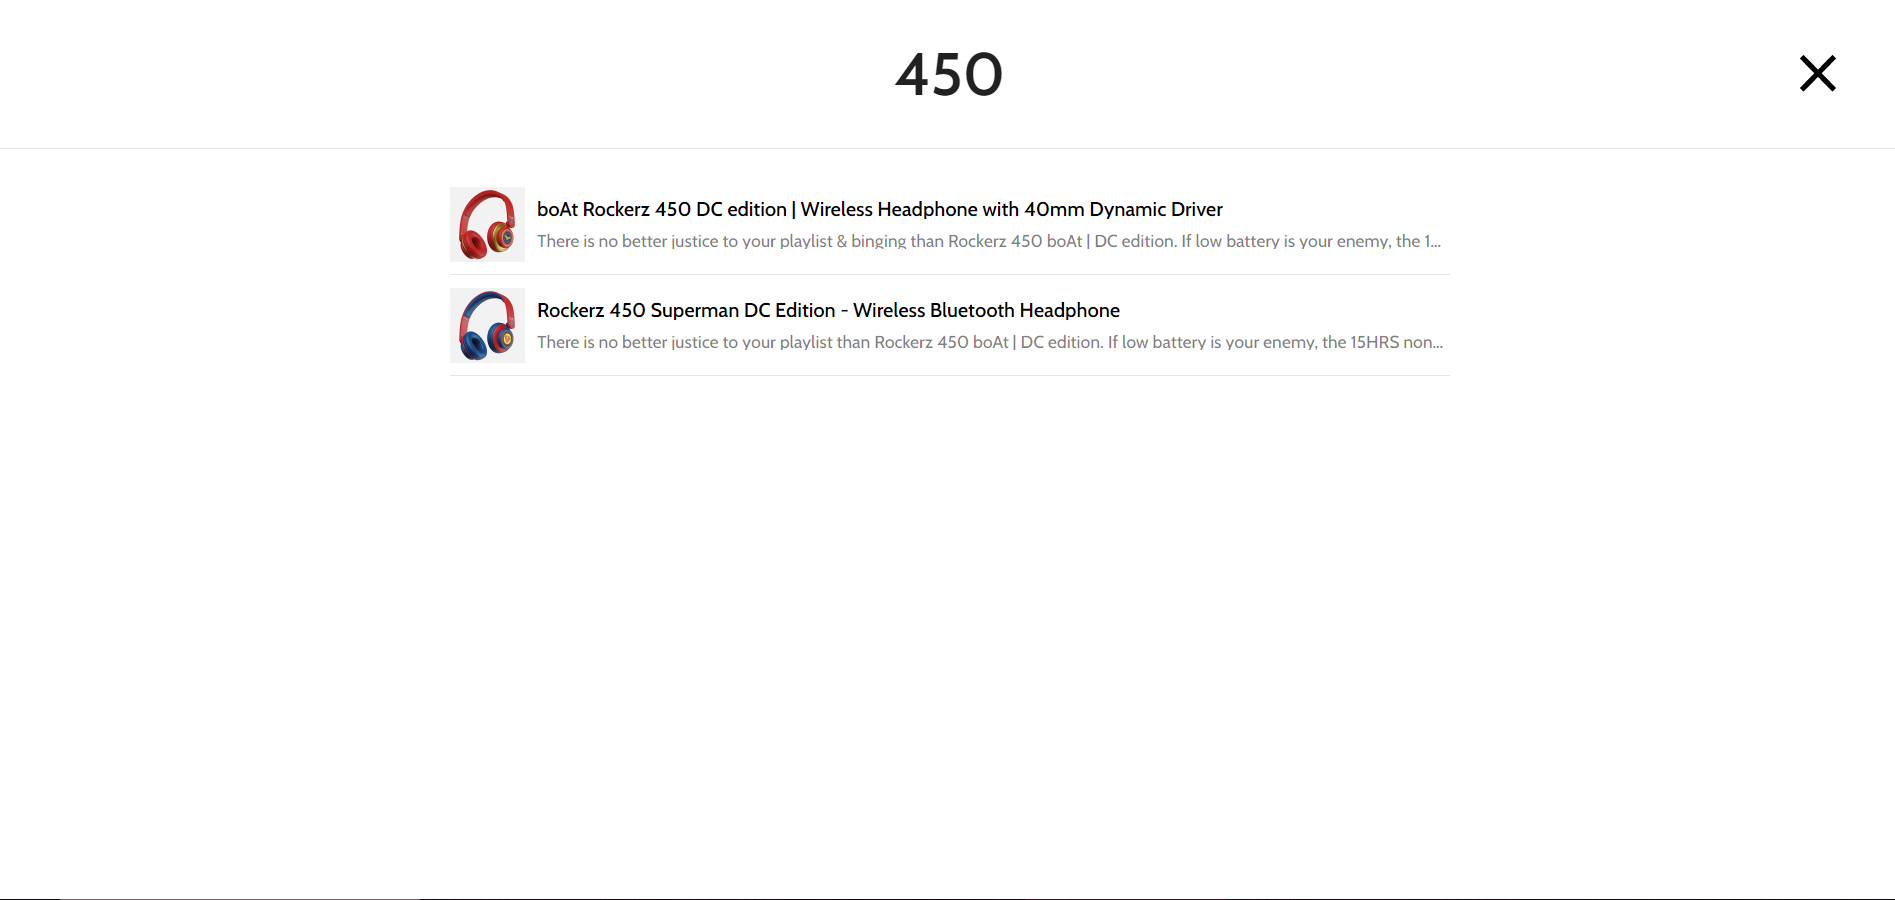 450
boAt Rockerz 450 DC edition | Wireless Headphone with 40mm Dynamic Driver
There is no better justice to your playlist & binging than Rockerz 450 boAt | DC edition. If low battery is your enemy, the 1...
Rockerz 450 Superman DC Edition - Wireless Bluetooth Headphone
There is no better justice to your playlist than Rockerz 450 boAt | DC edition. If low battery is your enemy, the 15HRS non...